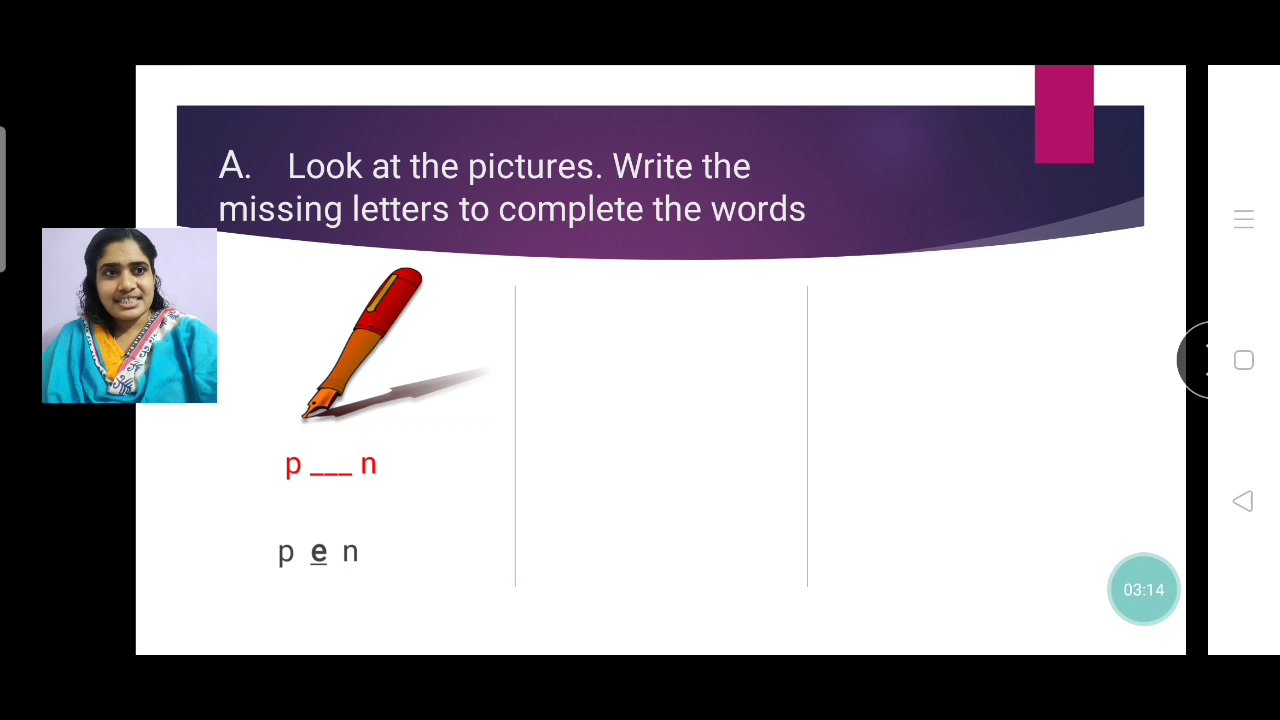 A. Look at the pictures. Write the
missing letters to complete the words
p ___ n
p e n
03:14